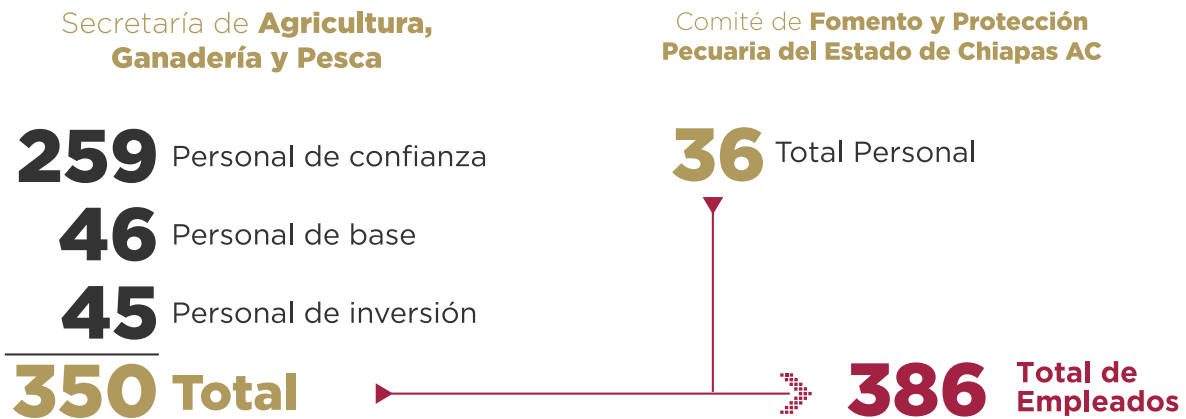 Secretaría de Agricultura,
Ganadería y Pesca
259 Personal de confianza
46 Personal de base
45 Personal de inversión
350 Total
Comité de Fomento y Protección
Pecuaria del Estado de Chiapas AC
36 Total Personal
386 Total de
Empleados